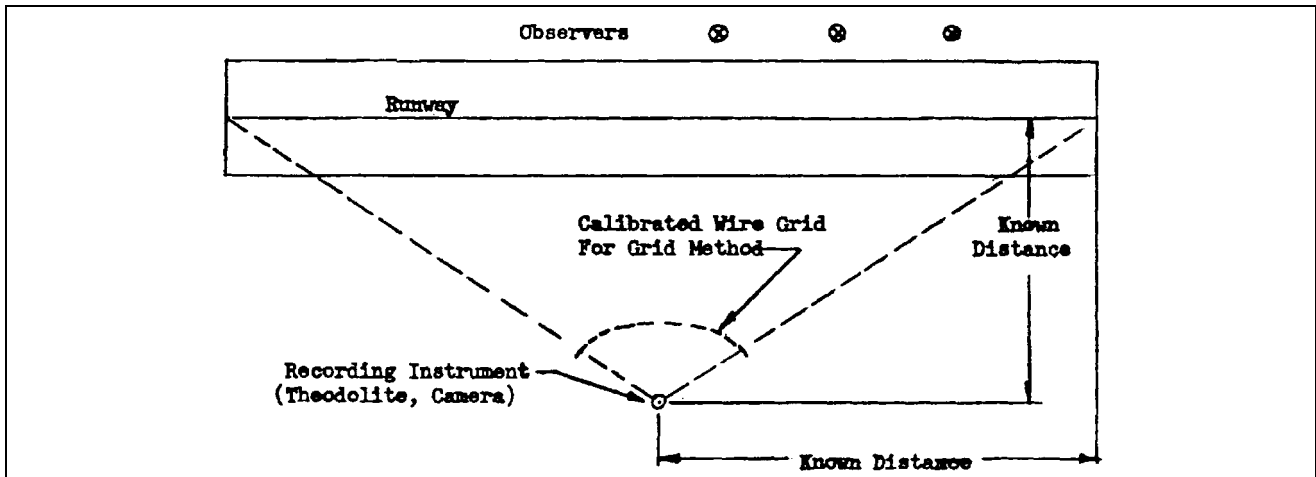 Observers
Runway
Calibrated Wire Grid
For Grid Method
Known
Distance
Recording Instrument
(Theodolite, Camera)
Known Distance